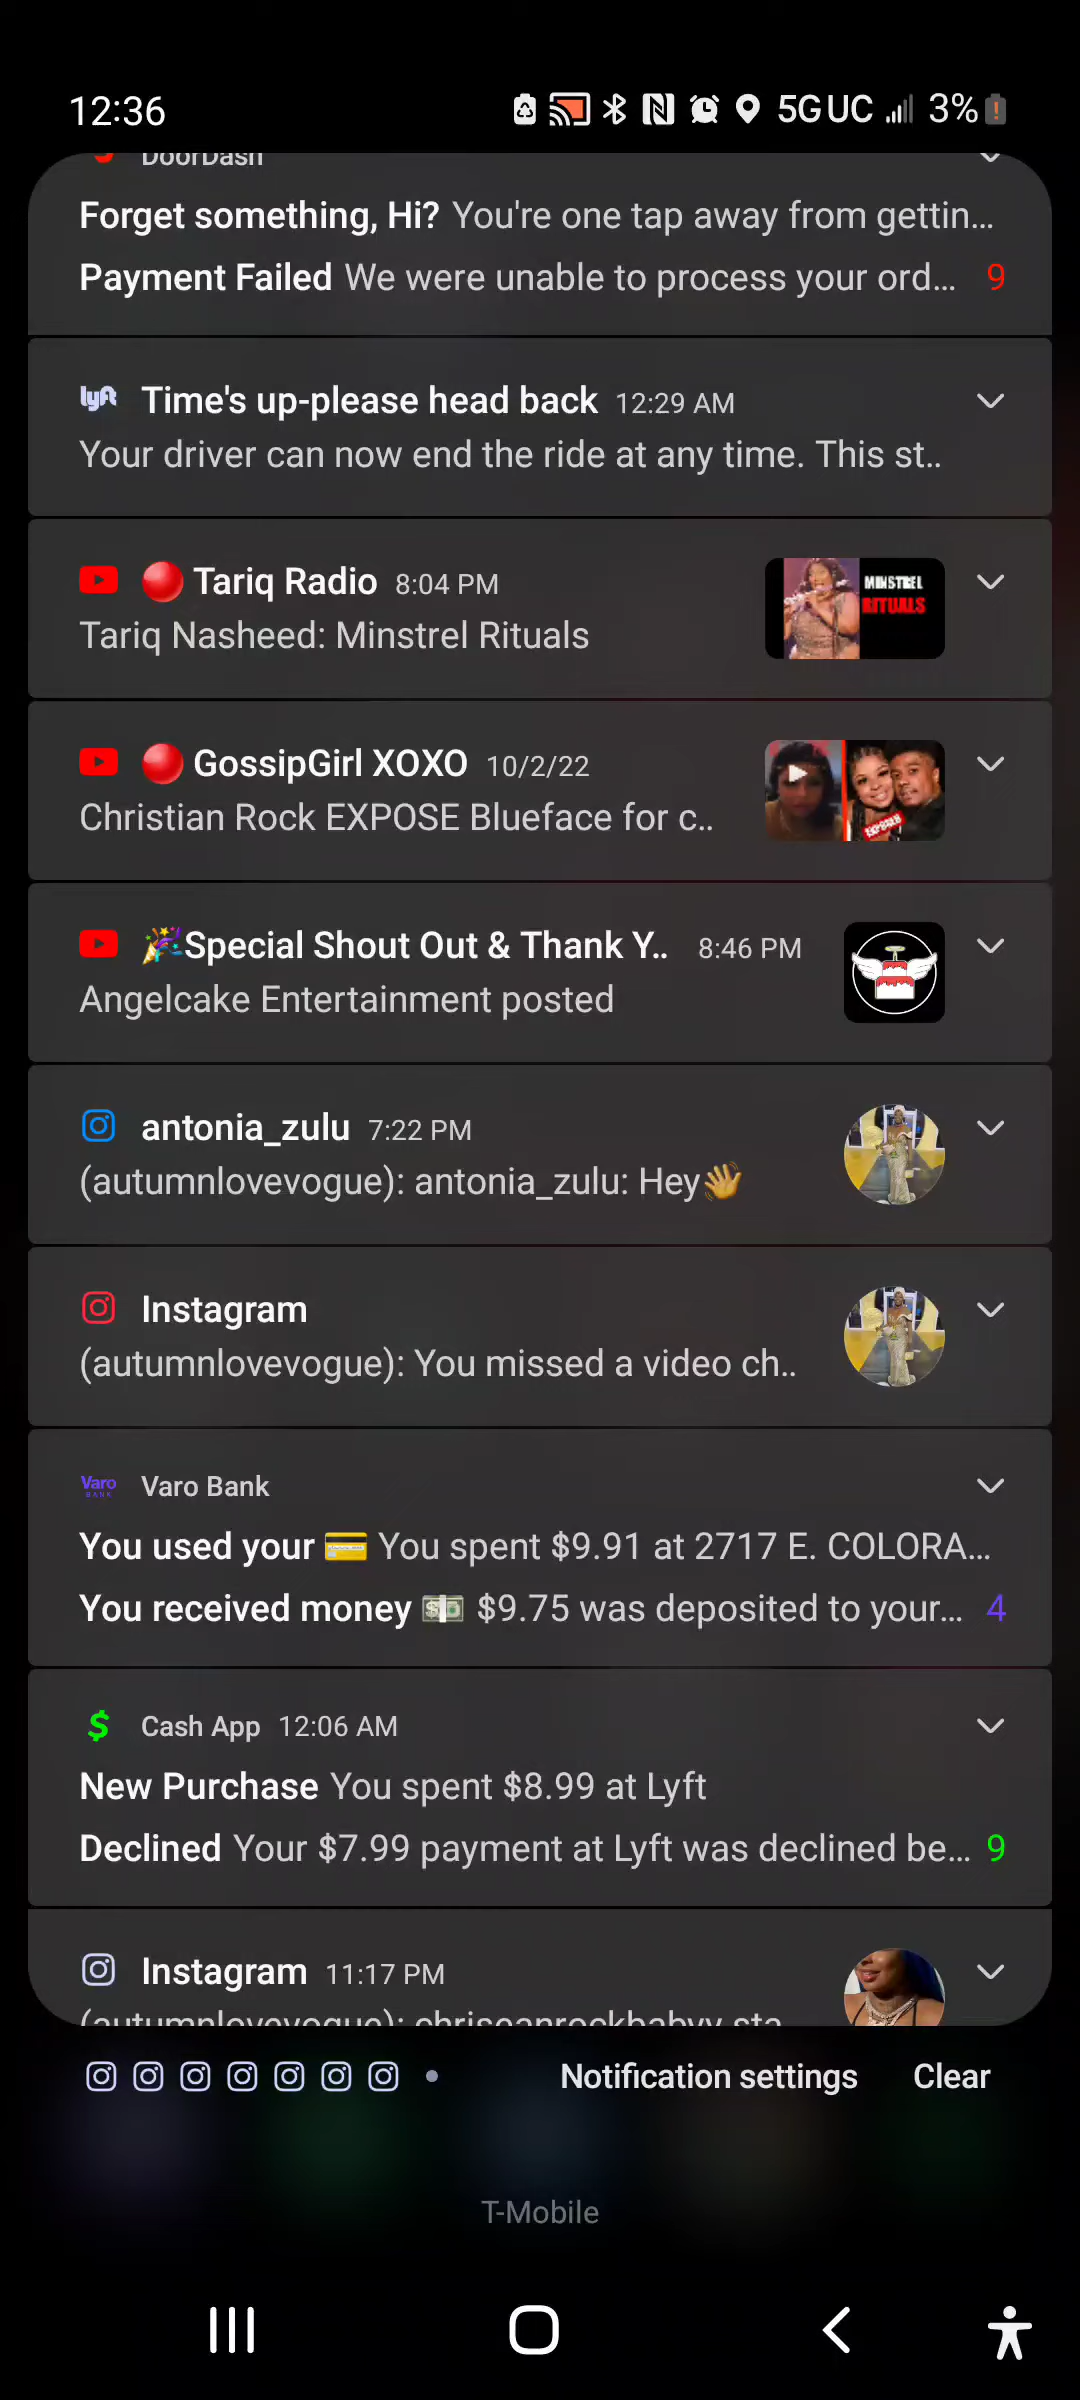 12:36 5G UC 3%
DoorDash
Forget something, Hi? You're one tap away from gettin...
Payment Failed We were unable to process your ord... 9
lyft Time's up-please head back 12:29 AM
Your driver can now end the ride at any time. This st..
Tariq Radio 8:04 PM
Tariq Nasheed: Minstrel Rituals
MINSTREL
RITUALS
GossipGirl XOXO 10/2/22
Christian Rock EXPOSE Blueface for c..
EXPOSED
🎉Special Shout Out & Thank Y.. 8:46 PM
Angelcake Entertainment posted
antonia_zulu 7:22 PM
(autumnlovevogue): antonia_zulu: Hey👋
Instagram
(autumnlovevogue): You missed a video ch..
Varo BANK Varo Bank
You used your 💳 You spent $9.91 at 2717 E. COLORA...
You received money 💵 $9.75 was deposited to your... 4
Cash App 12:06 AM
New Purchase You spent $8.99 at Lyft
Declined Your $7.99 payment at Lyft was declined be... 9
Instagram 11:17 PM
(autumnlovevogue): chriseanrockbabyy sta
Notification settings Clear
T-Mobile